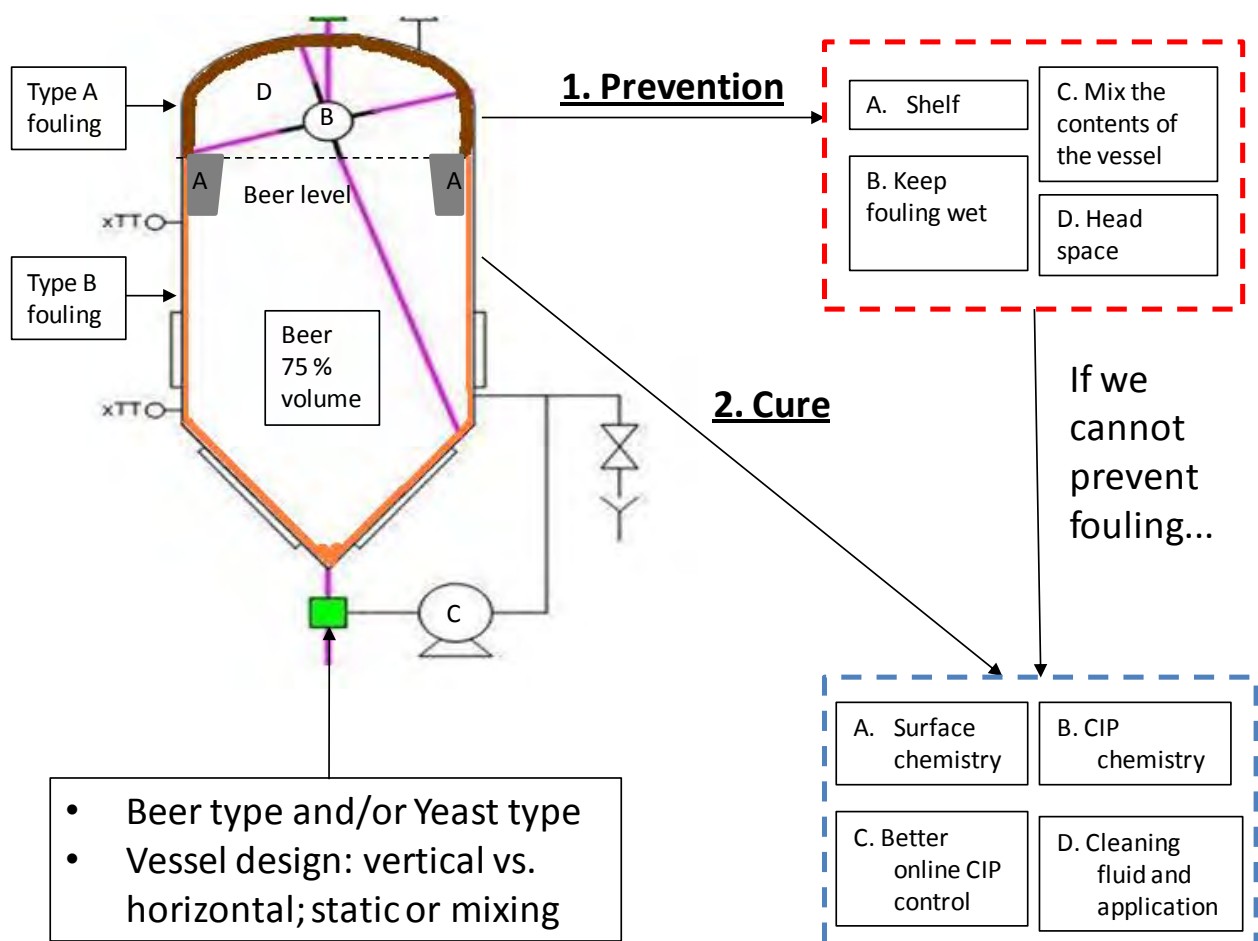 Type A
fouling
D
B
1. Prevention
A. Shelf
C. Mix the
contents of
the vessel
B. Keep
fouling wet
D. Head
space
A
A
Beer level
xTT
Type B
fouling
Beer
75 %
volume
xTT
2. Cure
If we
cannot
prevent
fouling...
C
A. Surface
chemistry
B. CIP
chemistry
C. Better
online CIP
control
D. Cleaning
fluid and
application
• Beer type and/or Yeast type
• Vessel design: vertical vs.
horizontal; static or mixing